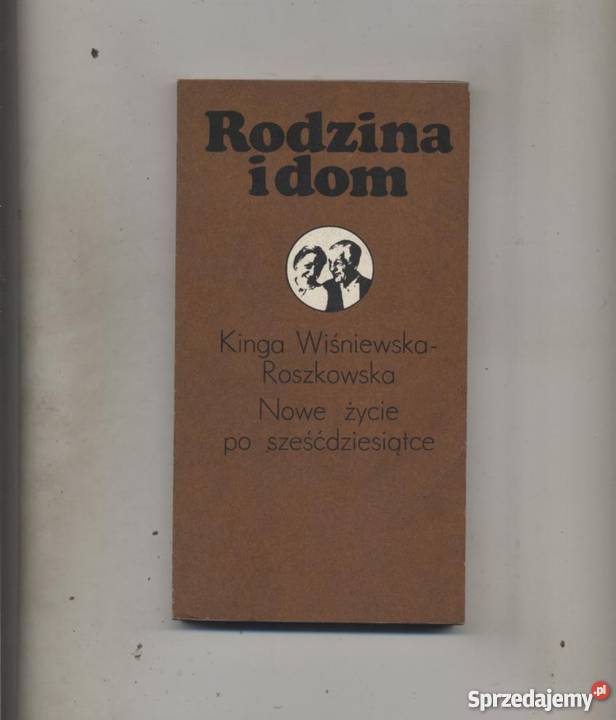 Rodzina
i dom
Kinga Wiśniewska-
Roszkowska
Nowe życie
po sześćdziesiątce
Sprzedajemy.pl